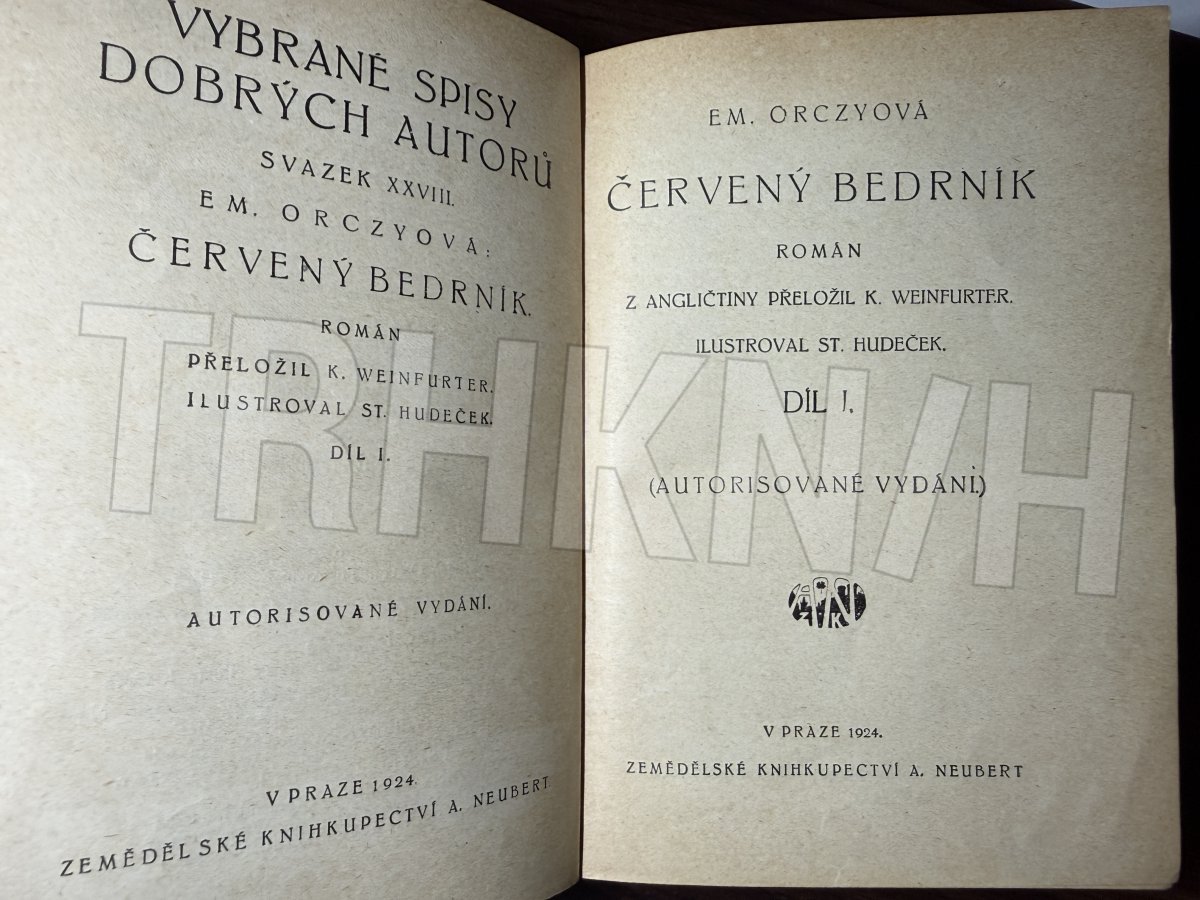 VYBRANÉ SPISY
DOBRÝCH AUTORŮ
SVAZEK XXVIII.
EM. ORCZYOVÁ:
ČERVENÝ BEDRNÍK.
ROMÁN
PŘELOŽIL K. WEINFURTER.
ILUSTROVAL ST. HUDEČEK.
DÍL I.
AUTORISOVANÉ VYDÁNÍ.
V PRAZE 1924.
ZEMĚDĚLSKÉ KNIHKUPECTVÍ A. NEUBERT
EM. ORCZYOVÁ
ČERVENÝ BEDRNÍK
ROMÁN
Z ANGLIČTINY PŘELOŽIL K. WEINFURTER.
ILUSTROVAL ST. HUDEČEK.
DÍL I.
(AUTORISOVANÉ VYDÁNÍ.)
V PRAZE 1924.
ZEMĚDĚLSKÉ KNIHKUPECTVÍ A. NEUBERT
TRHKN/H